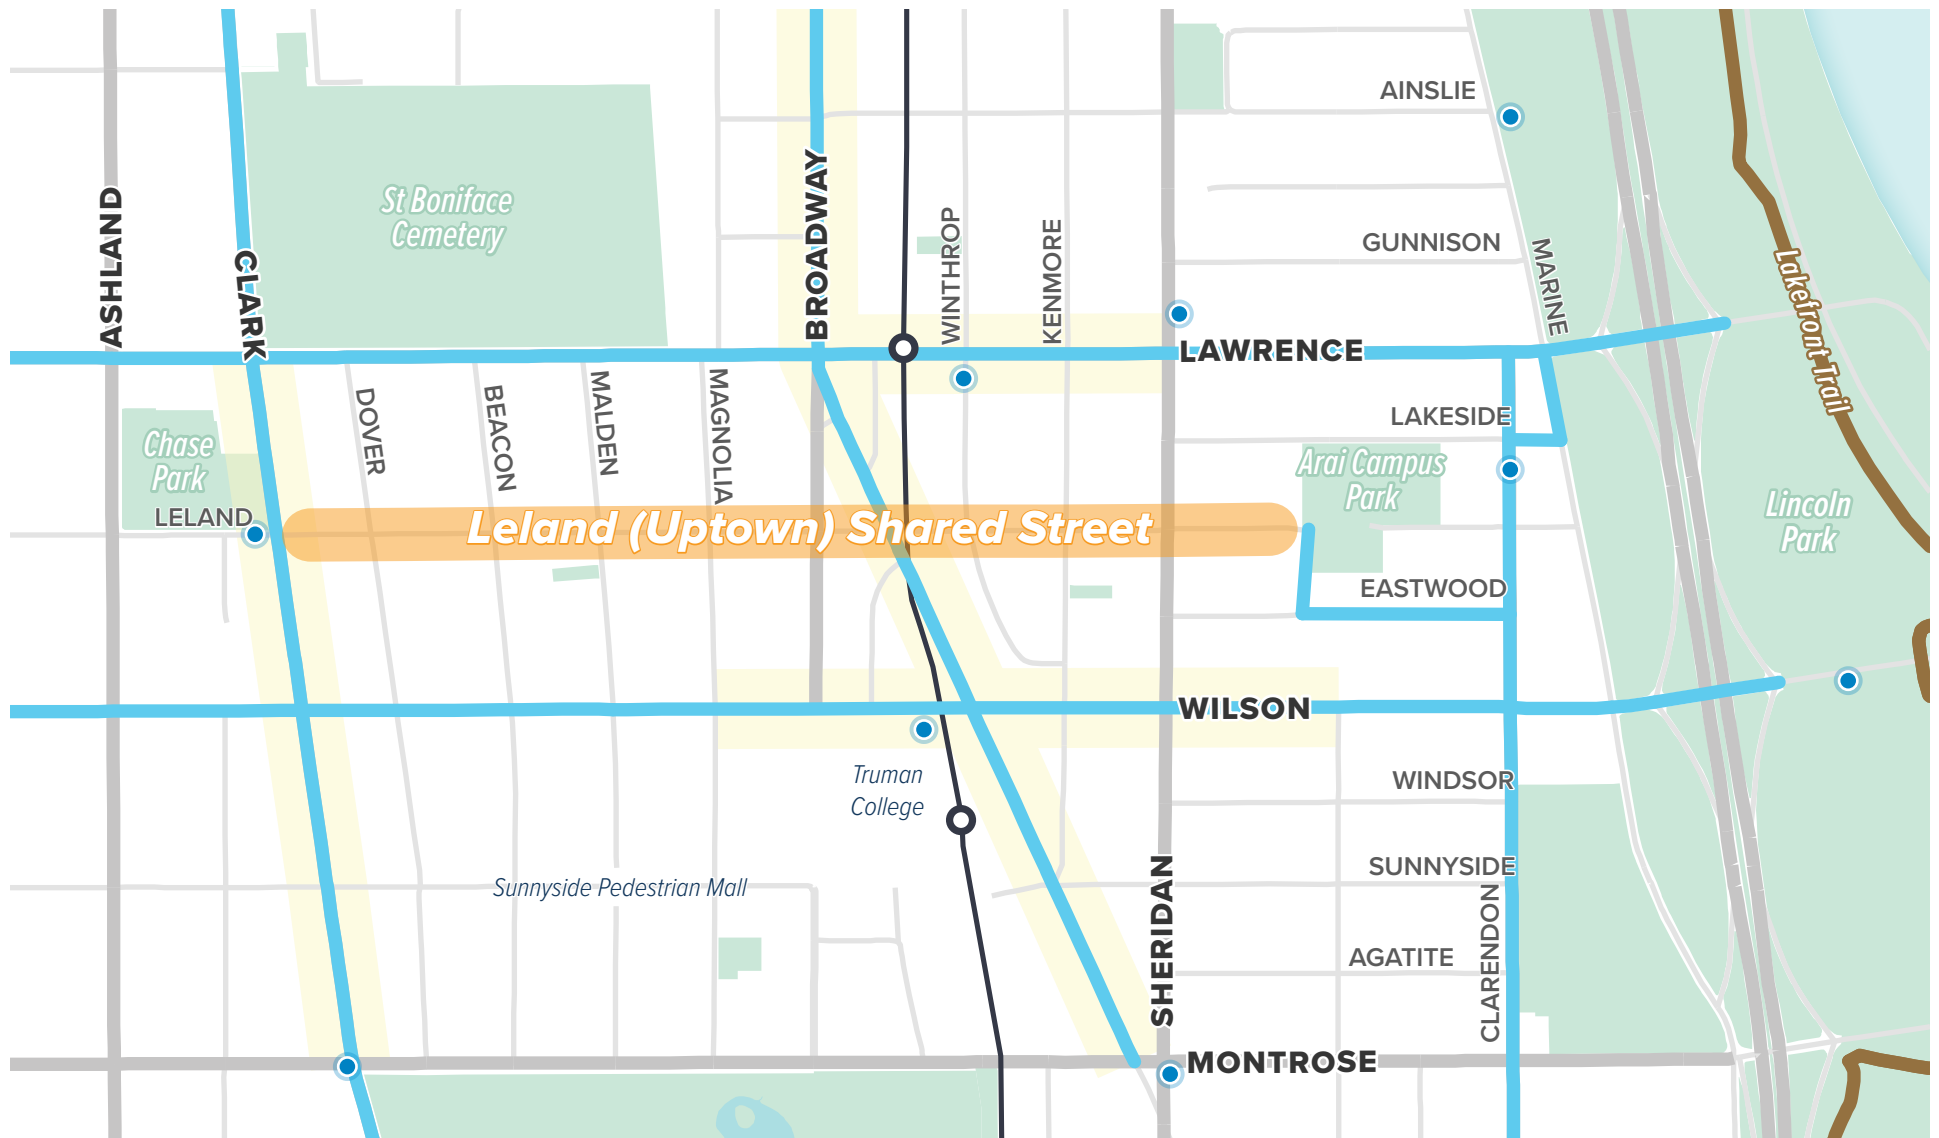 AINSLIE
St Boniface
Cemetery
ASHLAND
CLARK
BROADWAY
WINTHROP
KENMORE
GUNNISON
MARINE
Lakefront Trail
LAWRENCE
DOVER
BEACON
MALDEN
MAGNOLIA
LAKESIDE
Chase
Park
Arai Campus
Park
Lincoln
Park
LELAND
Leland (Uptown) Shared Street
EASTWOOD
WILSON
Truman
College
WINDSOR
Sunnyside Pedestrian Mall
SUNNYSIDE
SHERIDAN
CLARENDON
AGATITE
MONTROSE